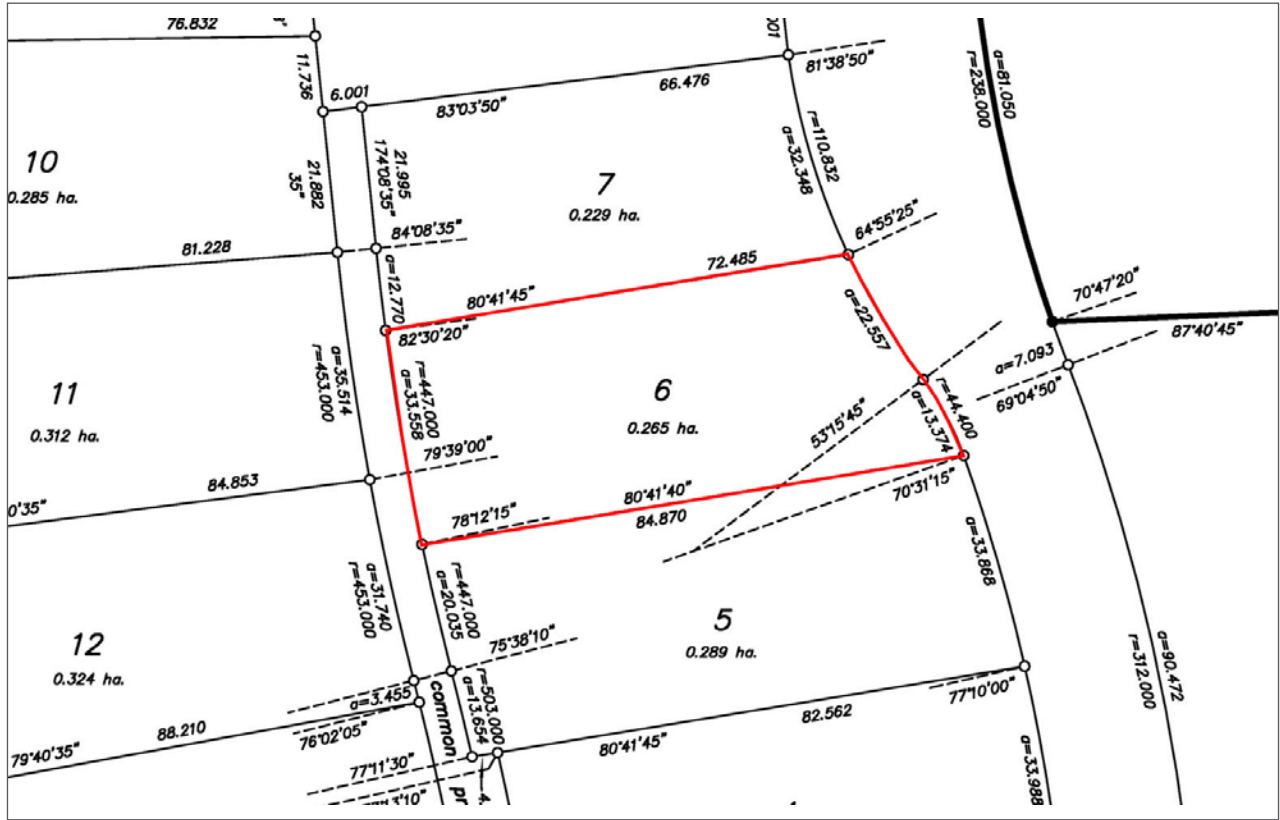 76.832
11.736
6.001
83°03'50"
66.476
001
81°38'50"
a=81.050
r=238.000
10
0.285 ha.
21.882
35"
21.995
174°08'35"
7
0.229 ha.
r=110.832
a=32.348
84°08'35"
64°55'25"
81.228
a=12.770
80°41'45"
72.485
82°30'20"
70°47'20"
87°40'45"
a=22.557
a=7.093
69°04'50"
a=35.514
r=453.000
r=447.000
a=33.558
11
0.312 ha.
6
0.265 ha.
53°15'45"
r=44.400
a=13.374
79°39'00"
84.853
0'35"
80°41'40"
84.870
70°31'15"
78°12'15"
a=31.740
r=453.000
r=447.000
a=20.035
a=33.868
12
0.324 ha.
75°38'10"
5
0.289 ha.
a=90.472
r=312.000
common
r=503.000
a=13.654
a=3.455
77°10'00"
88.210
76°02'05"
82.562
79°40'35"
77°11'30"
80°41'45"
13'10"
pr
4.
a=33.988